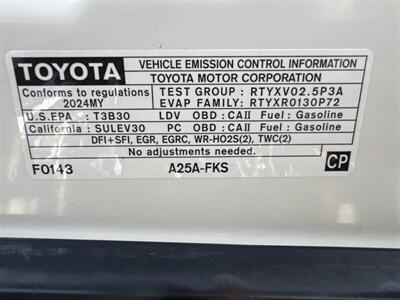 TOYOTA VEHICLE EMISSION CONTROL INFORMATION
TOYOTA MOTOR CORPORATION
Conforms to regulations TEST GROUP : RTYXV02.5P3A
2024MY EVAP FAMILY: RTYXR0130P72
U.S.EPA : T3B30 LDV OBD : CAII Fuel : Gasoline
California : SULEV30 PC OBD : CAII Fuel : Gasoline
DFI+SFI, EGR, EGRC, WR-HO2S(2), TWC(2)
No adjustments needed.
F0143 A25A-FKS CP